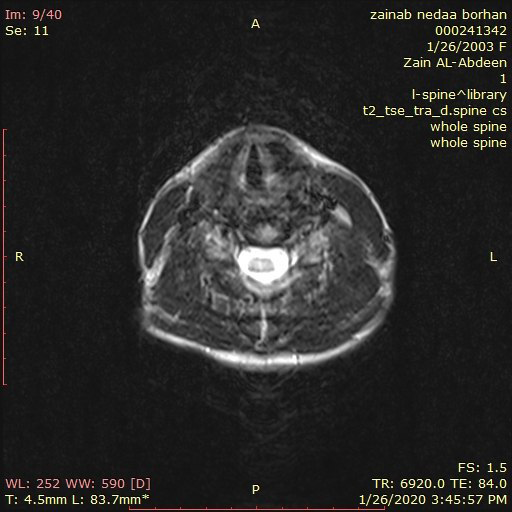 Im: 9/40
Se: 11
A
zainab nedaa borhan
000241342
1/26/2003 F
Zain AL-Abdeen
1
l-spine^library
t2_tse_tra_d.spine cs
whole spine
whole spine
R
L
WL: 252 WW: 590 [D]
T: 4.5mm L: 83.7mm*
P
FS: 1.5
TR: 6920.0 TE: 84.0
1/26/2020 3:45:57 PM